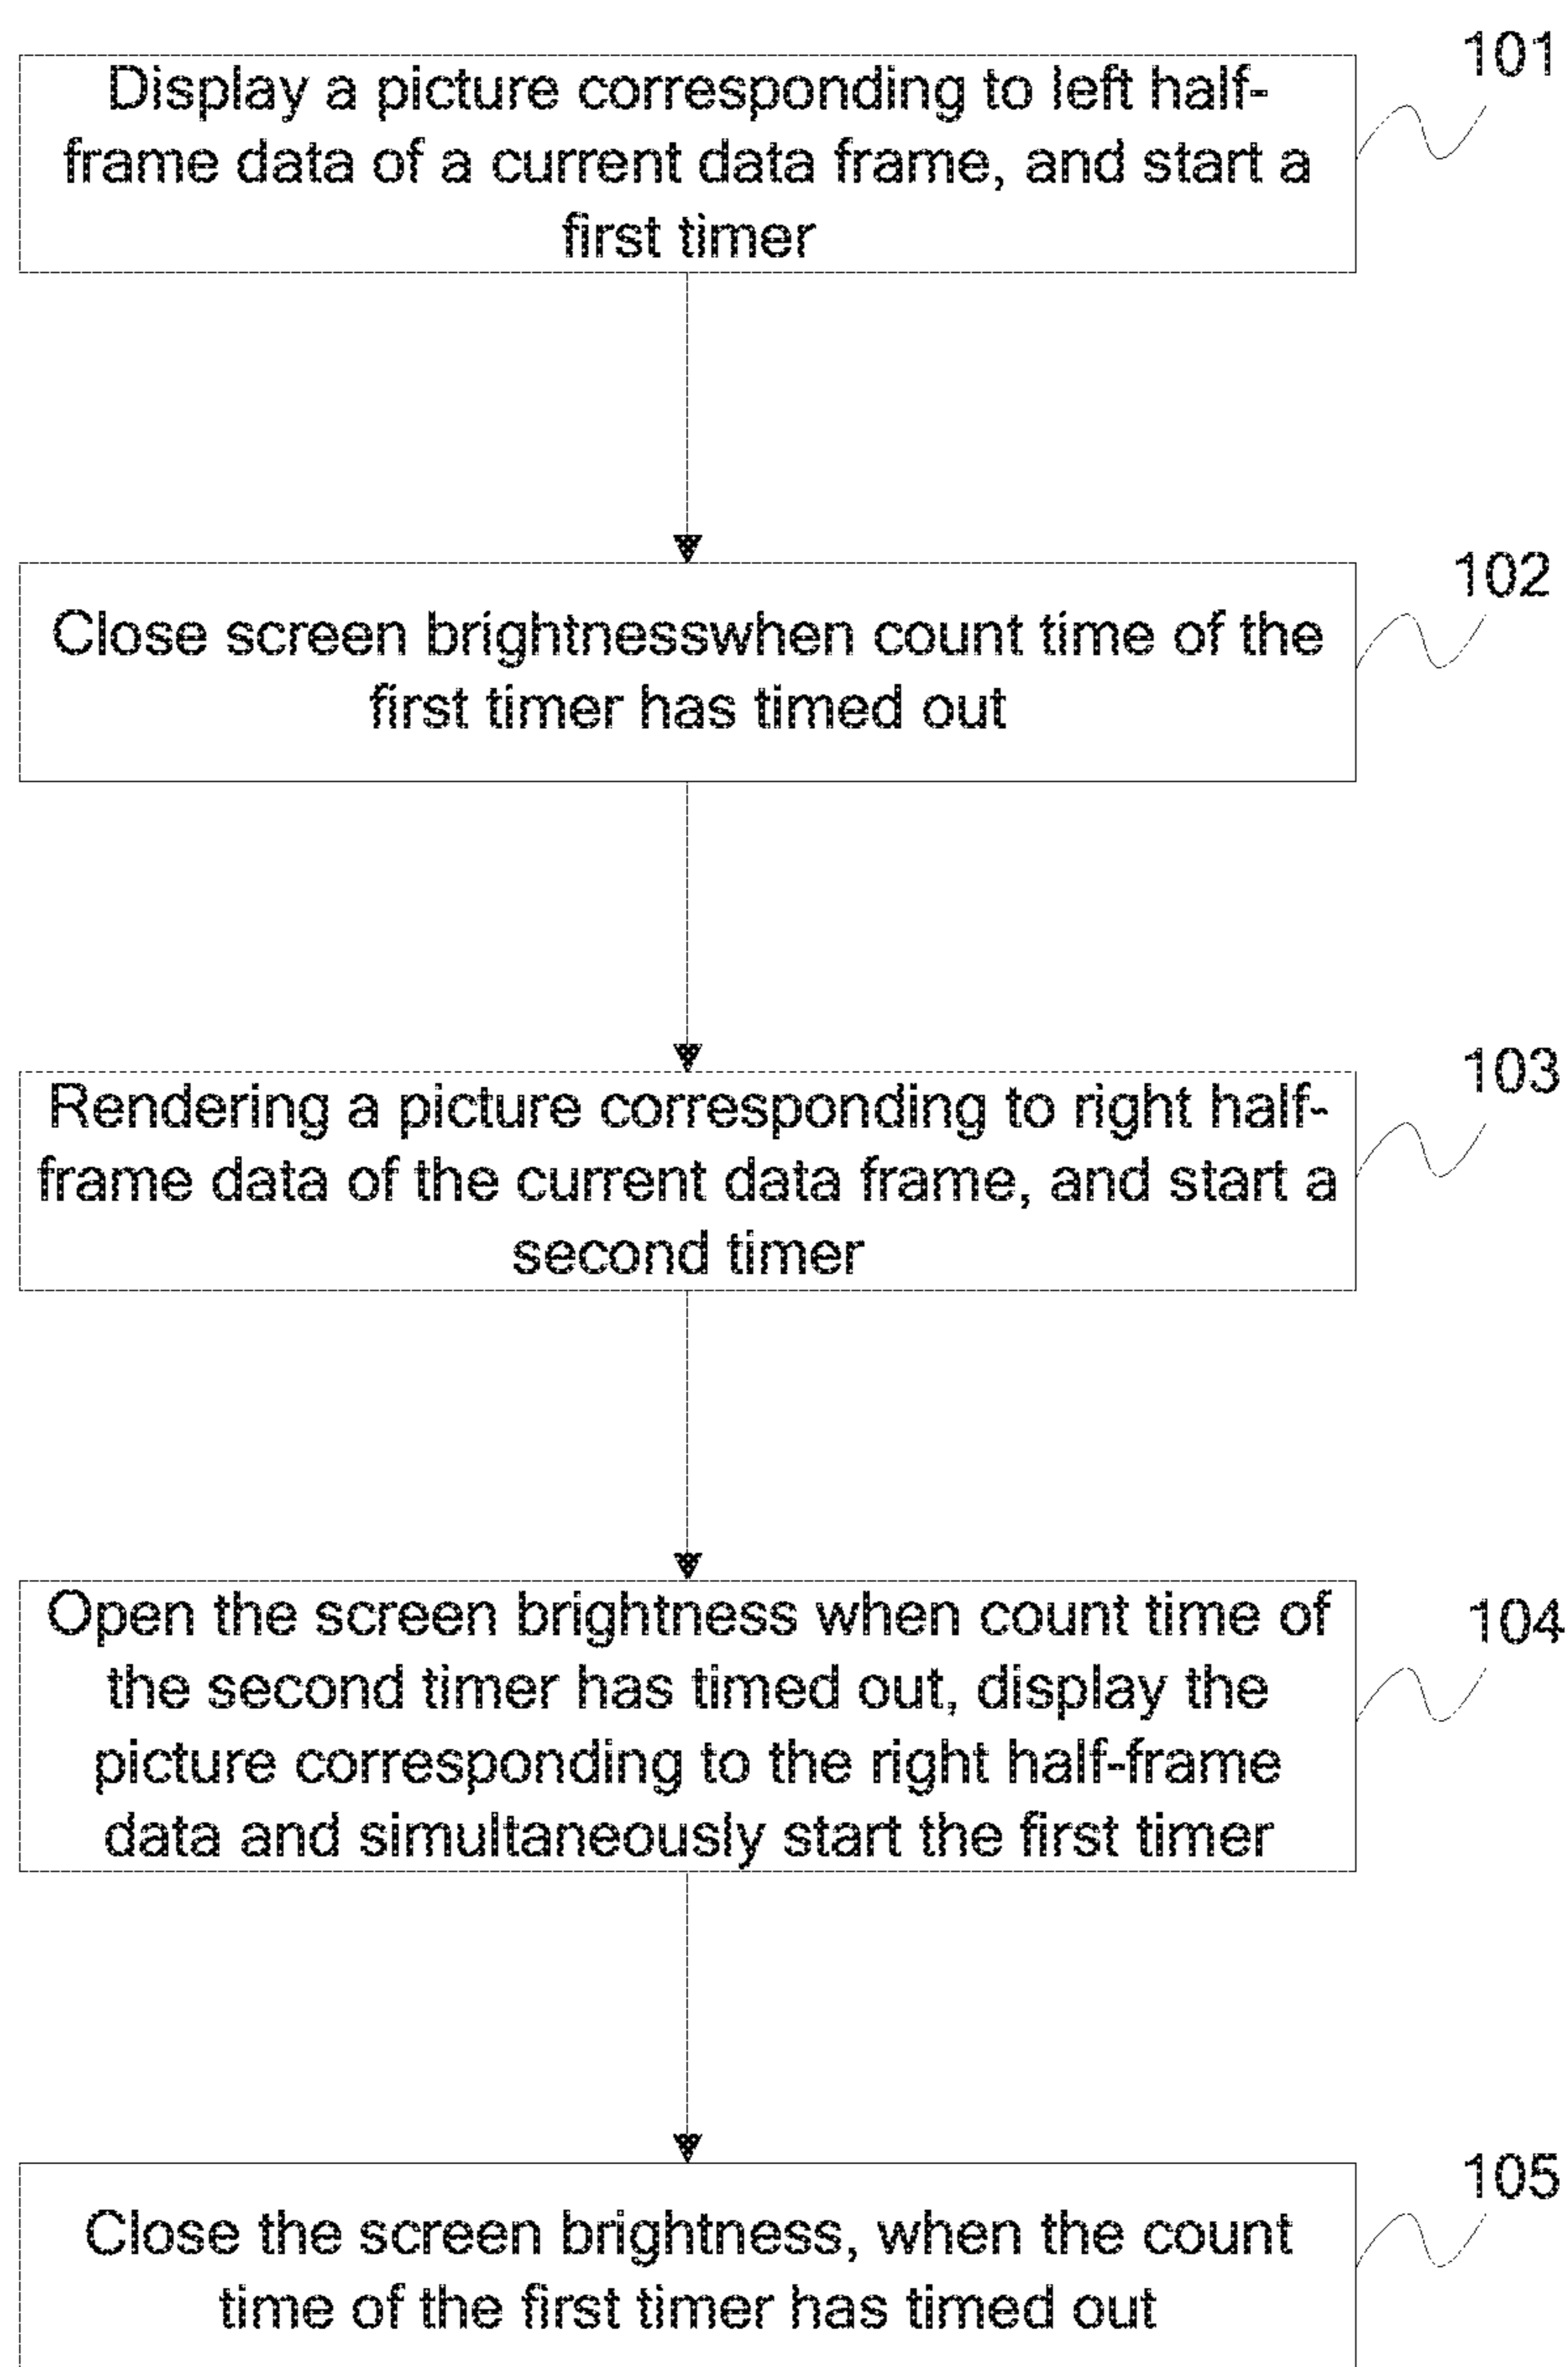 101
Display a picture corresponding to left half-
frame data of a current data frame, and start a
first timer
102
Close screen brightnesswhen count time of the
first timer has timed out
103
Rendering a picture corresponding to right half-
frame data of the current data frame, and start a
second timer
104
Open the screen brightness when count time of
the second timer has timed out, display the
picture corresponding to the right half-frame
data and simultaneously start the first timer
105
Close the screen brightness, when the count
time of the first timer has timed out